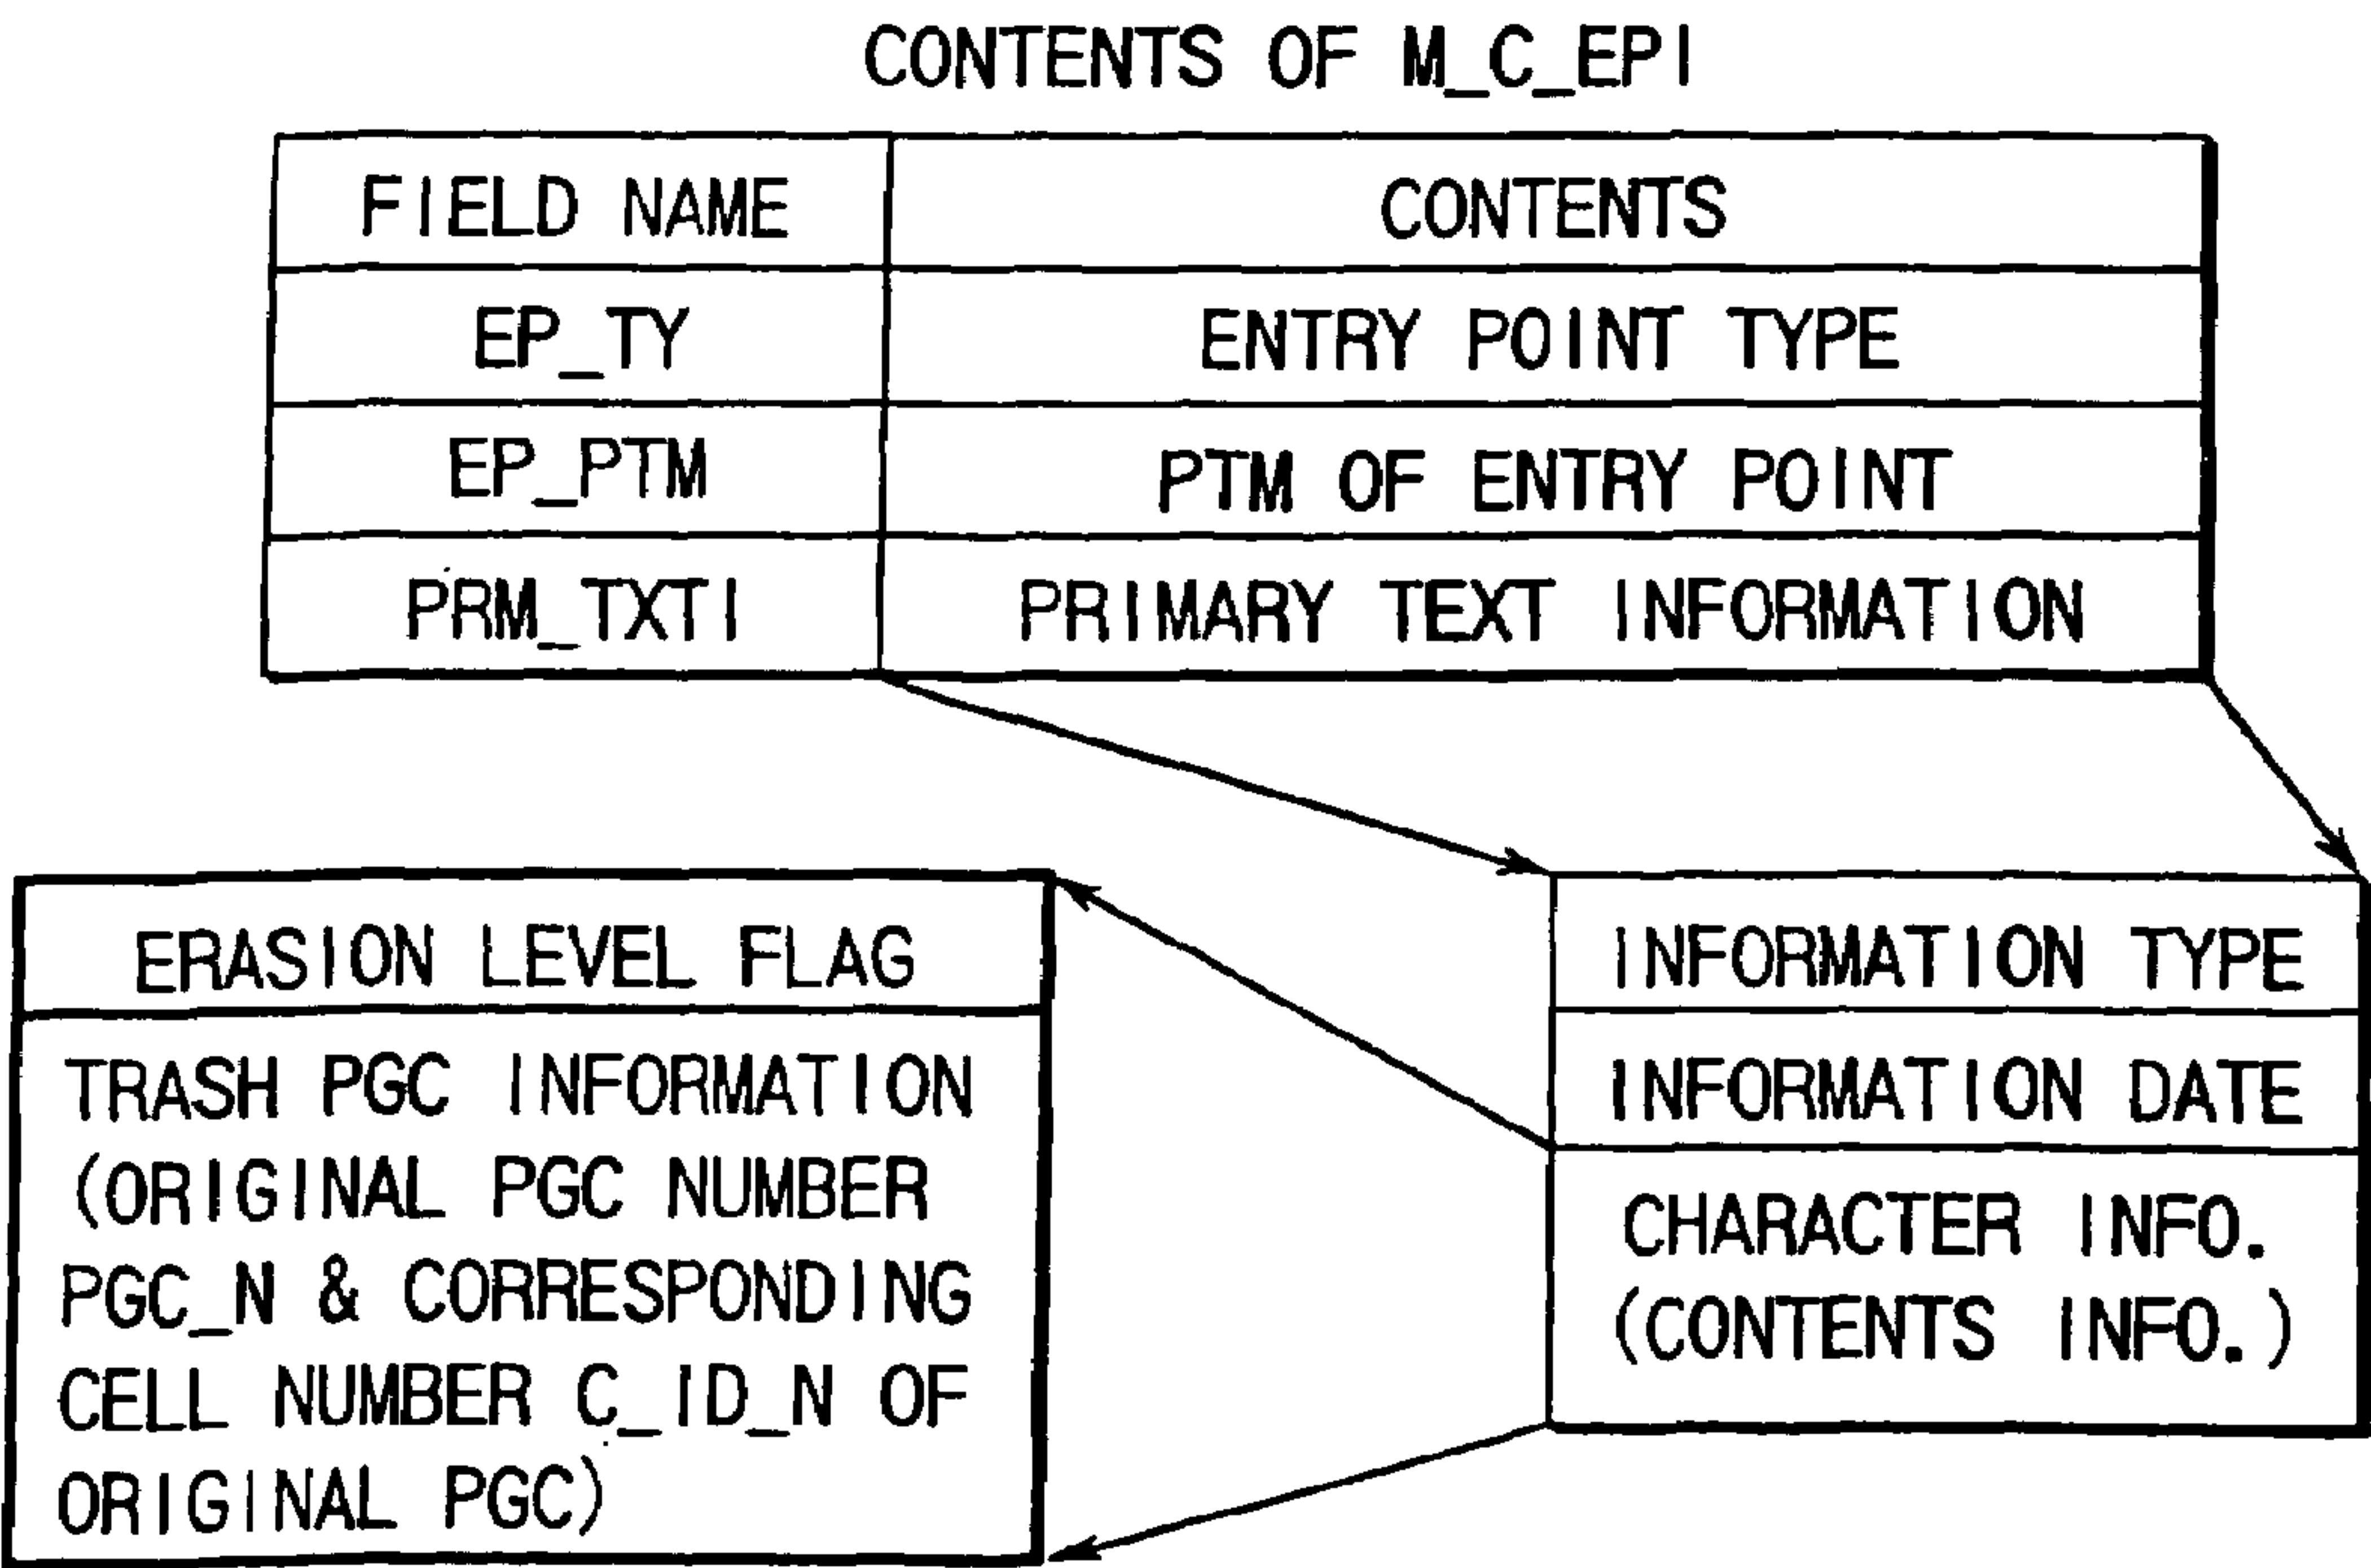 CONTENTS OF M_C_EPI
FIELD NAME CONTENTS
EP_TY ENTRY POINT TYPE
EP_PTM PTM OF ENTRY POINT
PRM_TXTI PRIMARY TEXT INFORMATION
ERASION LEVEL FLAG
TRASH PGC INFORMATION
(ORIGINAL PGC NUMBER
PGC_N & CORRESPONDING
CELL NUMBER C_ID_N OF
ORIGINAL PGC)
INFORMATION TYPE
INFORMATION DATE
CHARACTER INFO.
(CONTENTS INFO.)